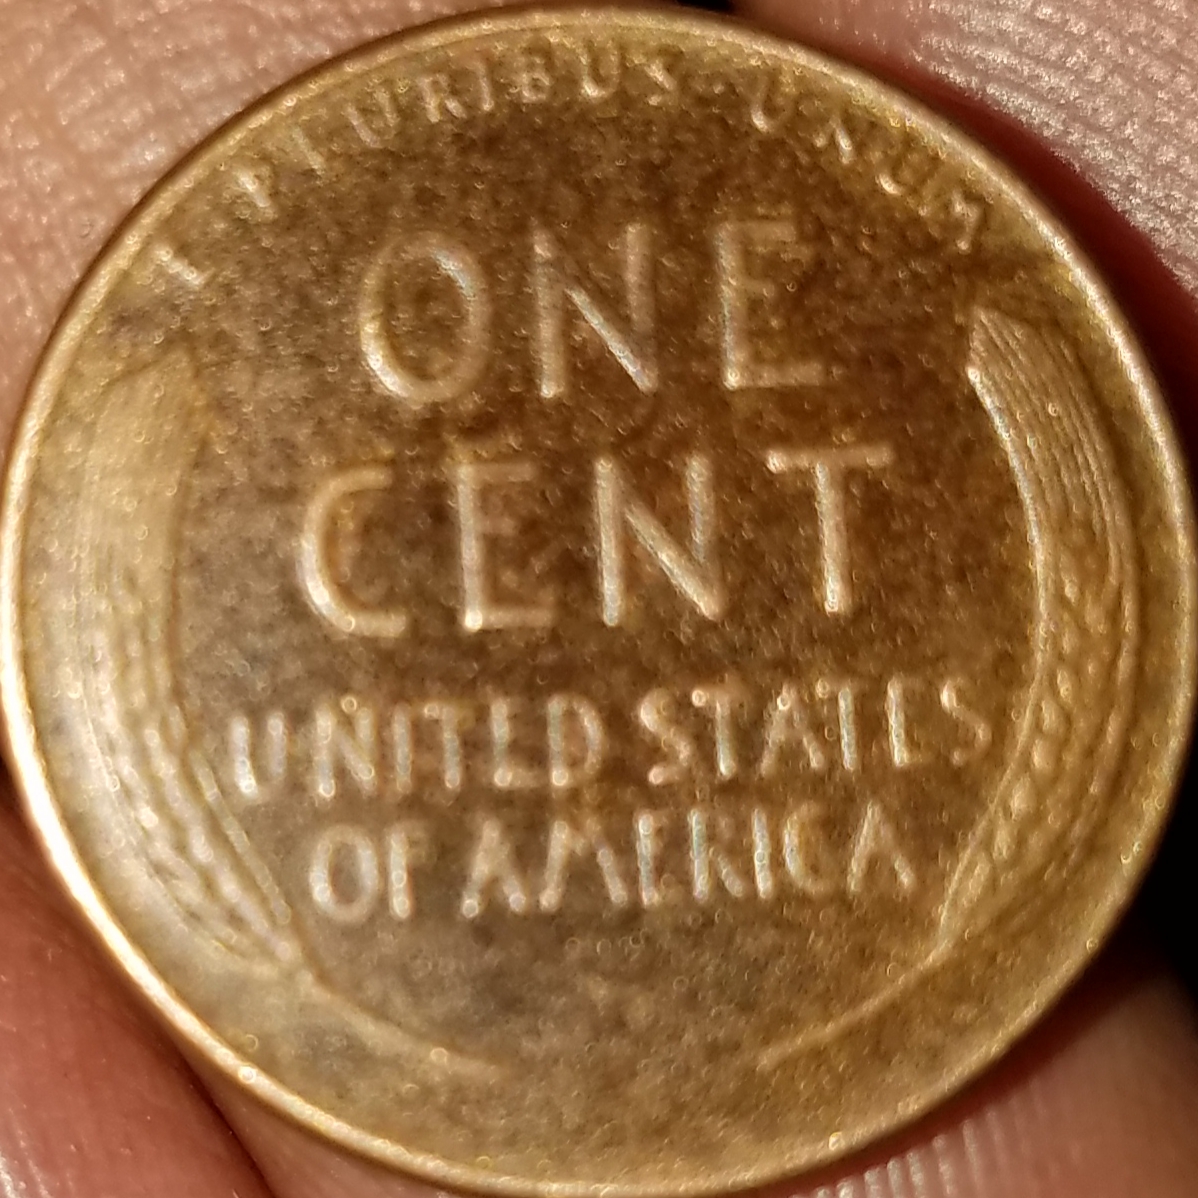 E PLURIBUS · UNUM
ONE
CENT
UNITED STATES
OF AMERICA